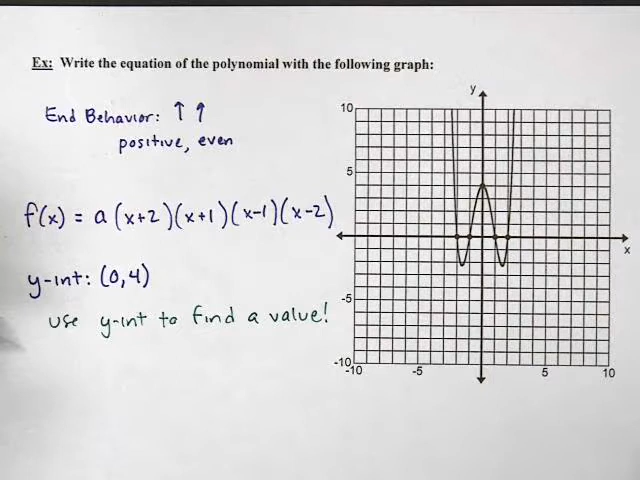 Ex: Write the equation of the polynomial with the following graph:
End Behavior: ↑ ↑
positive, even
f(x) = a(x+2)(x+1)(x-1)(x-2)
y-int: (0,4)
use y-int to find a value!
y
10
5
x
-5
-10
-10
-5
5
10